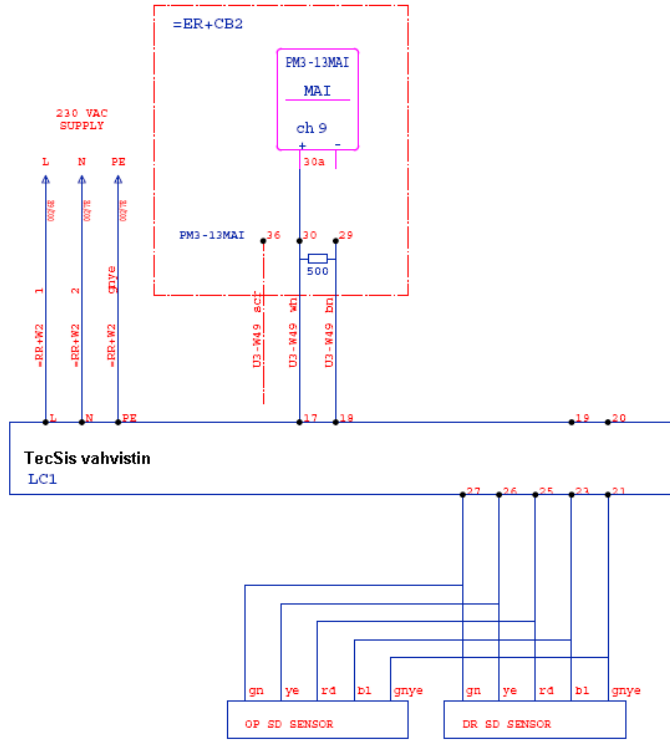 =ER+CB2
PM3-13MAI
MAI
ch 9
+ -
30a
230 VAC
SUPPLY
L N PE
0026E 0027E 0027E
PM3-13MAI 36 30 29
500
1 2 gnye
=RR+W2 =RR+W2 =RR+W2
U3-W49 wh U3-W49 bn
U3-W49
L N PE 17 18 19 20
TecSis vahvistin
LC1
27 26 25 23 21
gn ye rd bl gnye gn ye rd bl gnye
OP SD SENSOR DR SD SENSOR